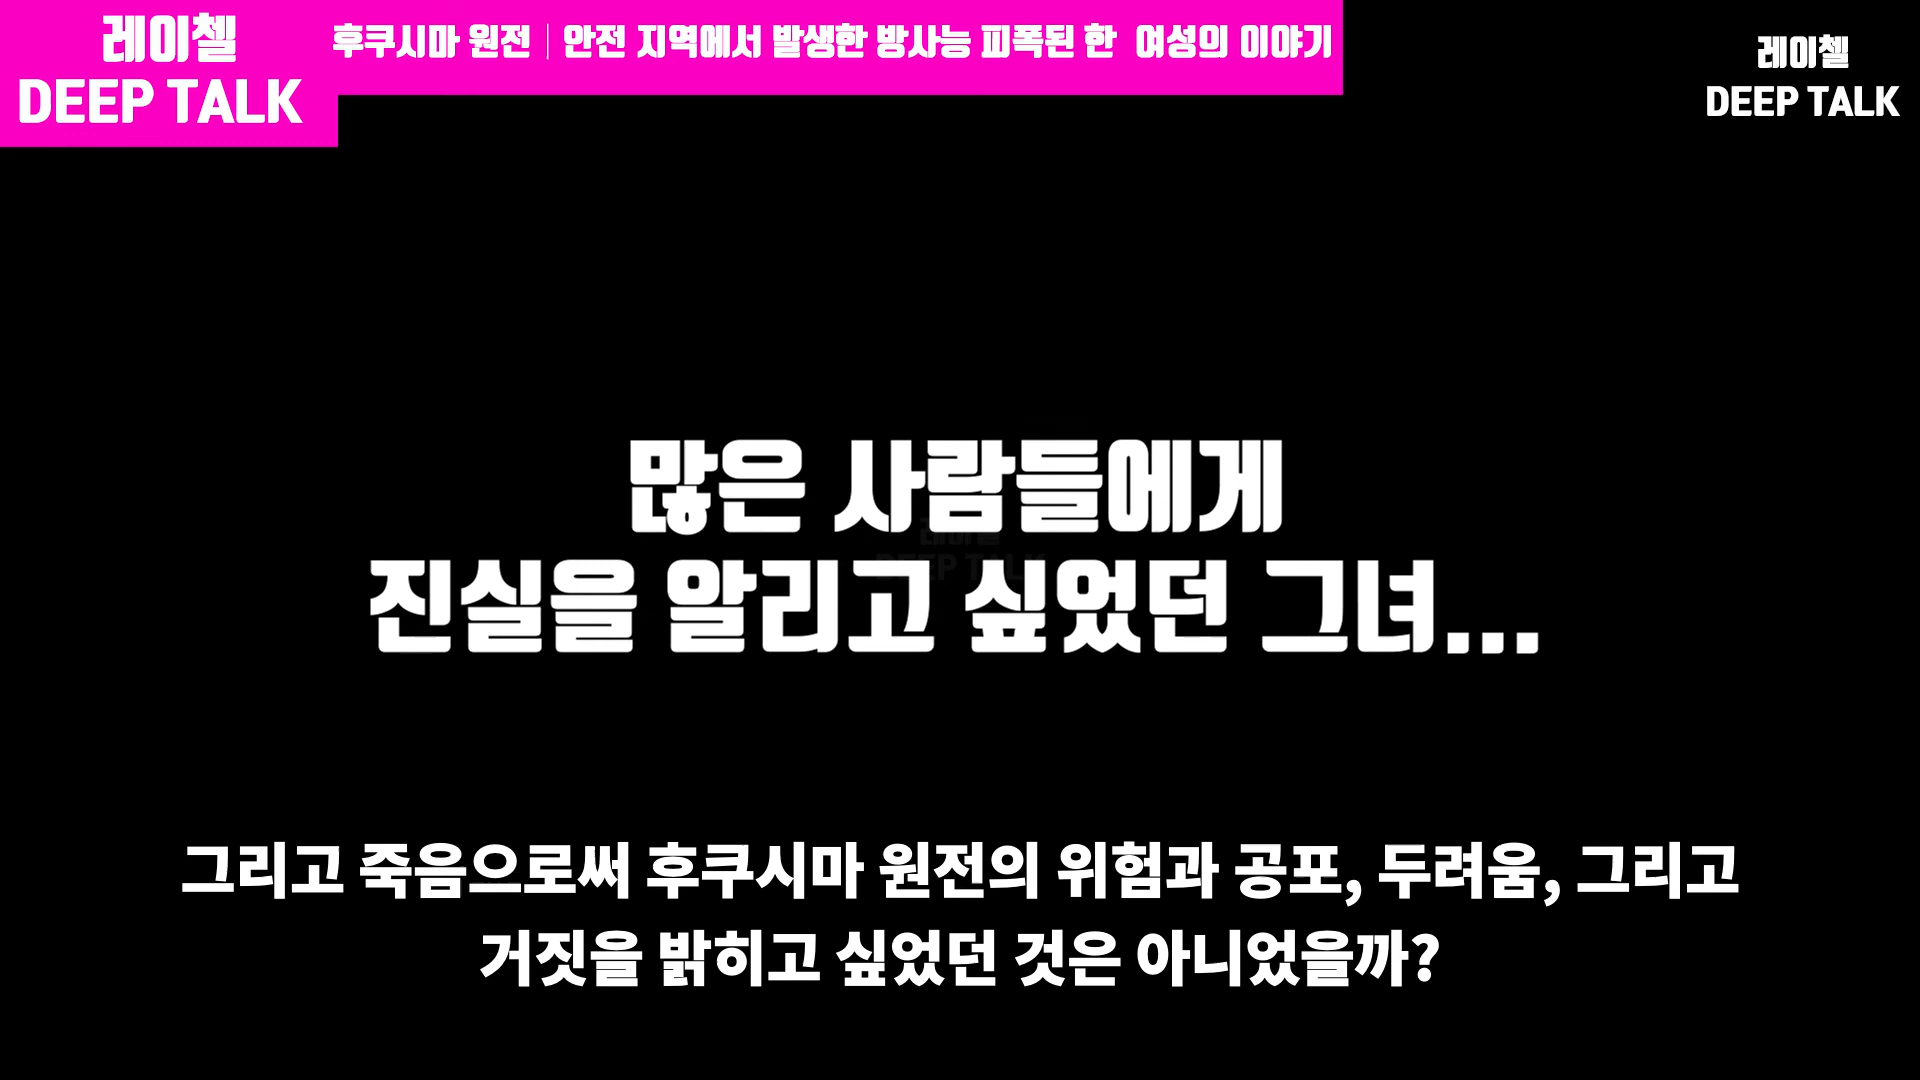 레이첼
DEEP TALK
후쿠시마 원전│안전 지역에서 발생한 방사능 피폭된 한 여성의 이야기
레이첼
DEEP TALK
많은 사람들에게
진실을 알리고 싶었던 그녀...
그리고 죽음으로써 후쿠시마 원전의 위험과 공포, 두려움, 그리고
거짓을 밝히고 싶었던 것은 아니었을까?